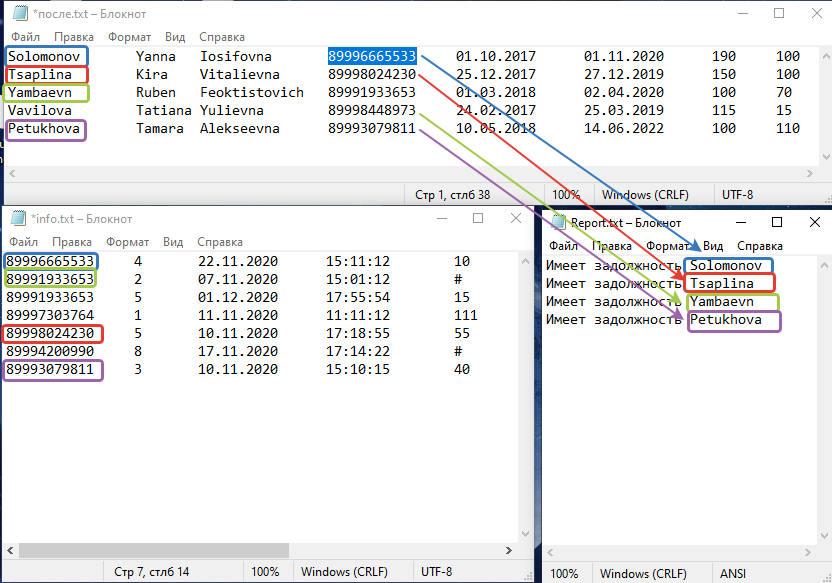 *после.txt – Блокнот
Файл Правка Формат Вид Справка
Solomonov Yanna Iosifovna 89996665533 01.10.2017 01.11.2020 190 100
Tsaplina Kira Vitalievna 89998024230 25.12.2017 27.12.2019 150 100
Yambaevn Ruben Feoktistovich 89991933653 01.03.2018 02.04.2020 100 70
Vavilova Tatiana Yulievna 89998448973 24.02.2017 25.03.2019 115 15
Petukhova Tamara Alekseevna 89993079811 10.05.2018 14.06.2022 100 110
Стр 1, стлб 38 100% Windows (CRLF) UTF-8
*info.txt – Блокнот
Файл Правка Формат Вид Справка
89996665533 4 22.11.2020 15:11:12 10
89991933653 2 07.11.2020 15:01:12 #
89991933653 5 01.12.2020 17:55:54 15
89997303764 1 11.11.2020 11:11:12 111
89998024230 5 10.11.2020 17:18:55 55
89994200990 8 17.11.2020 17:14:22 #
89993079811 3 10.11.2020 15:10:15 40
Стр 7, стлб 14 100% Windows (CRLF) UTF-8
Report.txt – Блокнот
Файл Правка Формат Вид Справка
Имеет задолжность Solomonov
Имеет задолжность Tsaplina
Имеет задолжность Yambaevn
Имеет задолжность Petukhova
100% Windows (CRLF) ANSI